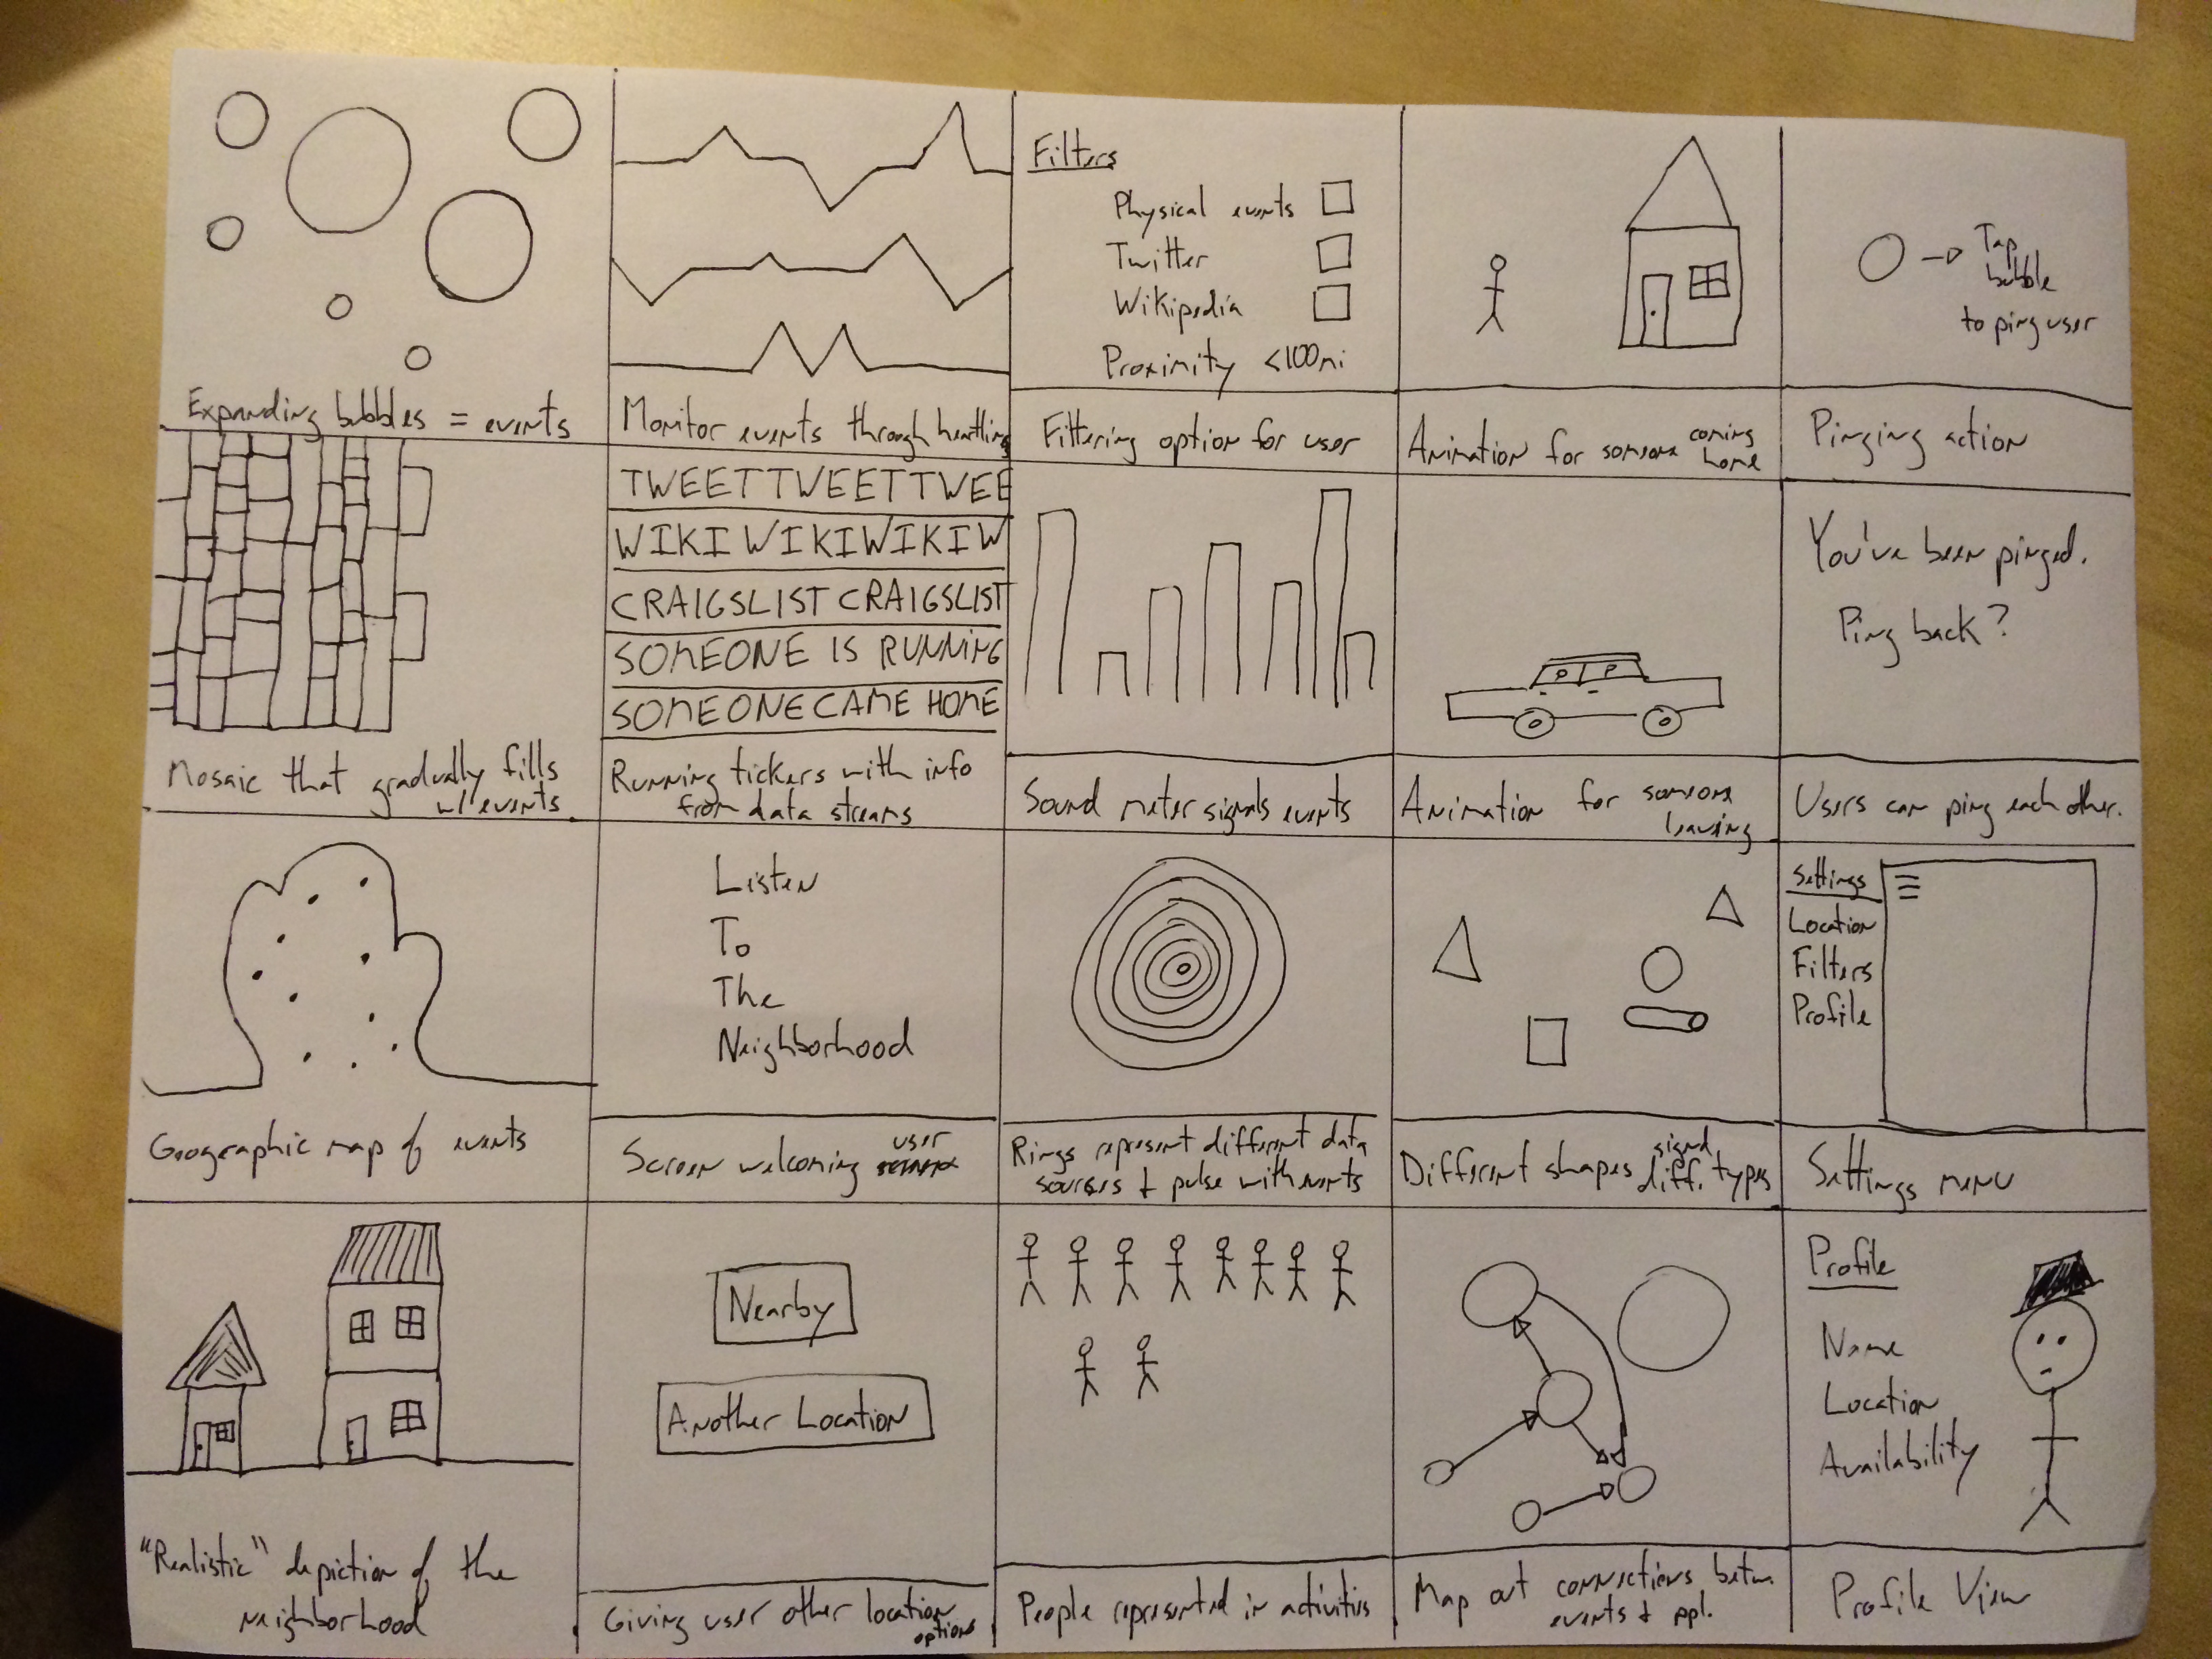 Expanding bubbles = events
Monitor events through heartlines
Filters
Physical events
Twitter
Wikipedia
Proximity <100mi
Filtering option for user
Animation for someone coming
home
Tap
bubble
to ping user
Pinging action
Mosaic that gradually fills
w/ events
TWEETTWEETTWEE
WIKI WIKIWIKIW
CRAIGSLIST CRAIGSLIST
SOMEONE IS RUNNING
SOMEONE CAME HOME
Running tickers with info
from data streams
Sound meter signals events
Animation for someone
leaving
You've been pinged.
Ping back?
Users can ping each other.
Geographic map of events
Listen
To
The
Neighborhood
Screen welcoming user
Rings represent different data
sources + pulse with events
Different shapes signal
diff. types
Settings
Location
Filters
Profile
Settings menu
"Realistic" depiction of the
neighborhood
Nearby
Another Location
Giving user other location
options
People represented in activities
Map out connections betw.
events + ppl.
Profile
Name
Location
Availability
Profile View